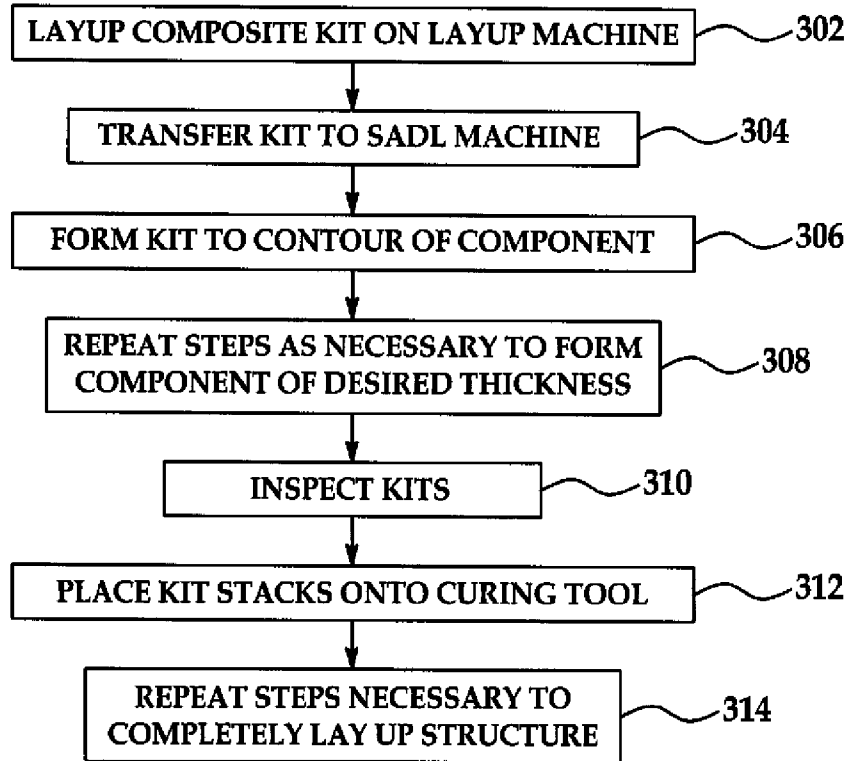 LAYUP COMPOSITE KIT ON LAYUP MACHINE 302
TRANSFER KIT TO SADL MACHINE 304
FORM KIT TO CONTOUR OF COMPONENT 306
REPEAT STEPS AS NECESSARY TO FORM
COMPONENT OF DESIRED THICKNESS 308
INSPECT KITS 310
PLACE KIT STACKS ONTO CURING TOOL 312
REPEAT STEPS NECESSARY TO
COMPLETELY LAY UP STRUCTURE 314